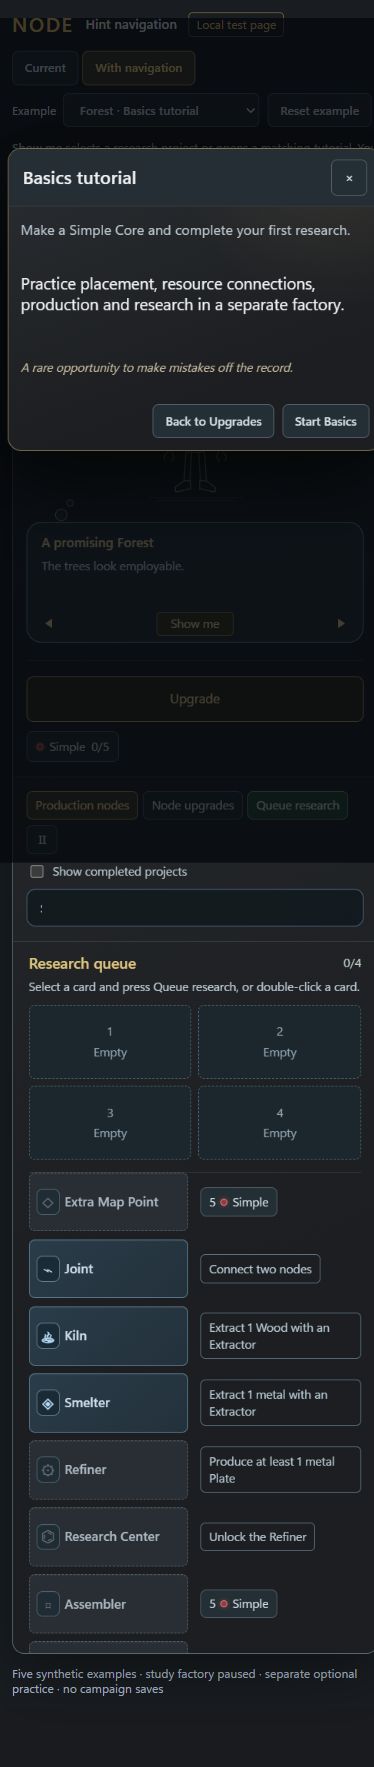 NODE Hint navigation Local test page
Current With navigation
Example Forest · Basics tutorial Reset example
Basics tutorial ×
Make a Simple Core and complete your first research.
Practice placement, resource connections,
production and research in a separate factory.
A rare opportunity to make mistakes off the record.
Back to Upgrades Start Basics
A promising Forest
The trees look employable.
◀ Show me ▶
Upgrade
Simple 0/5
Production nodes Node upgrades Queue research
II
Show completed projects
Research queue 0/4
Select a card and press Queue research, or double-click a card.
1 2
Empty Empty
3 4
Empty Empty
Extra Map Point 5 Simple
Joint Connect two nodes
Kiln Extract 1 Wood with an
Extractor
Smelter Extract 1 metal with an
Extractor
Refiner Produce at least 1 metal
Plate
Research Center Unlock the Refiner
Assembler 5 Simple
Five synthetic examples · study factory paused · separate optional
practice · no campaign saves